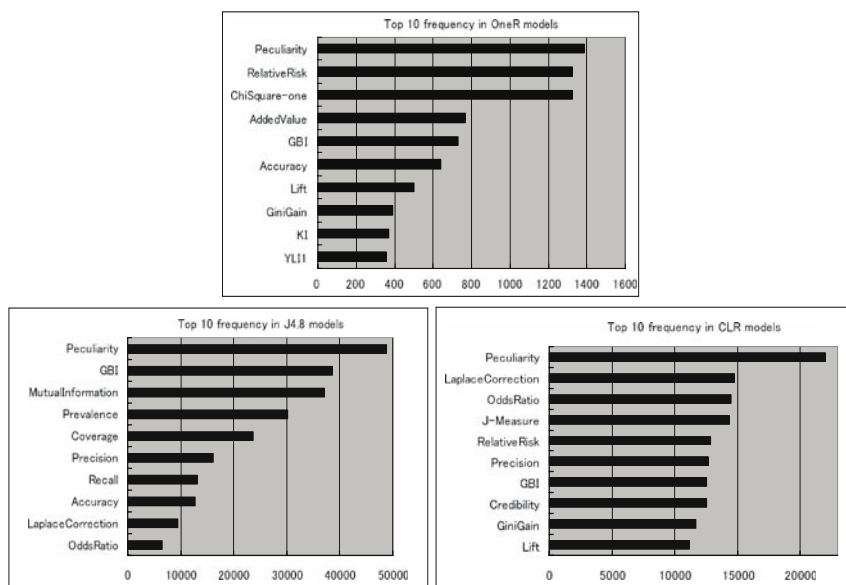 Top 10 frequency in OneR models
Peculiarity
RelativeRisk
ChiSquare-one
AddedValue
GBI
Accuracy
Lift
GiniGain
KI
YLI1
0 200 400 600 800 1000 1200 1400 1600
Top 10 frequency in J4.8 models
Peculiarity
GBI
MutualInformation
Prevalence
Coverage
Precision
Recall
Accuracy
LaplaceCorrection
OddsRatio
0 10000 20000 30000 40000 50000
Top 10 frequency in CLR models
Peculiarity
LaplaceCorrection
OddsRatio
J-Measure
RelativeRisk
Precision
GBI
Credibility
GiniGain
Lift
0 5000 10000 15000 20000